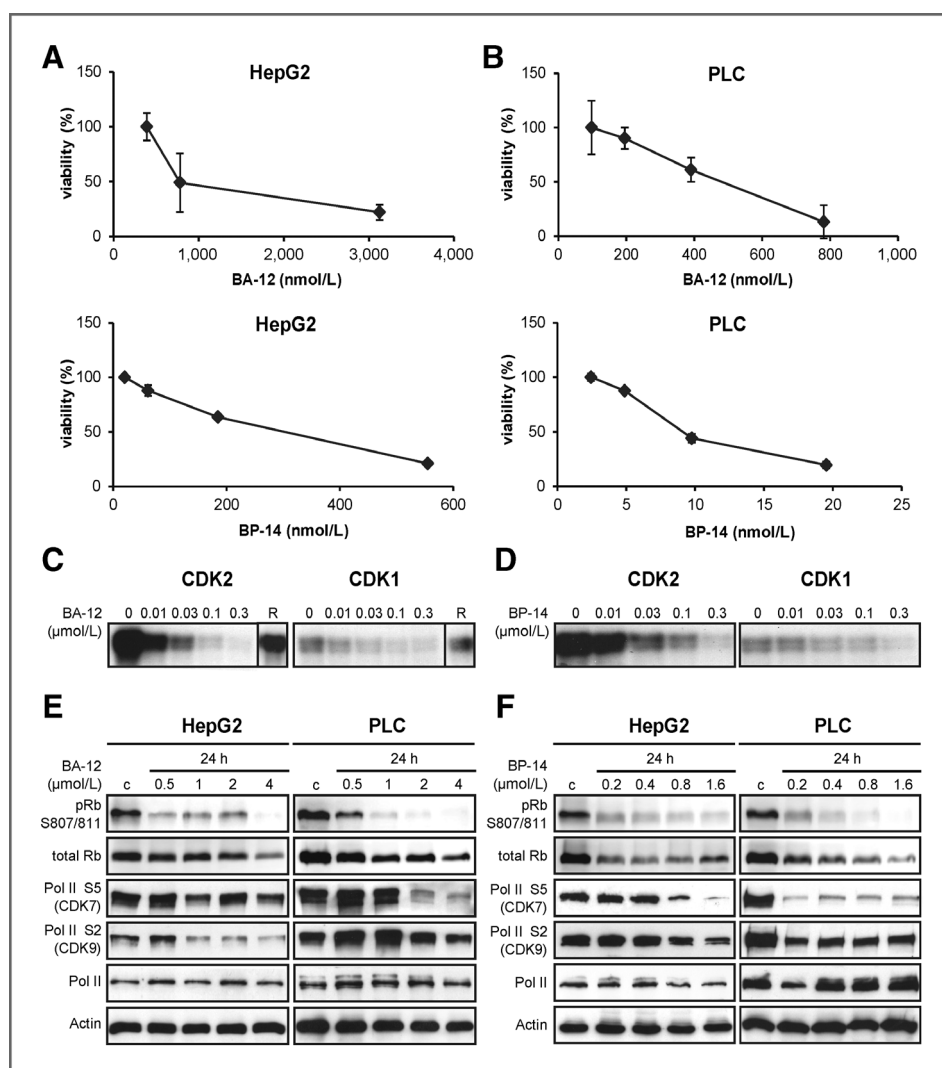 A
HepG2
150
100
50
0
viability (%)
0 1,000 2,000 3,000 4,000
BA-12 (nmol/L)
B
PLC
150
100
50
0
viability (%)
0 200 400 600 800 1,000
BA-12 (nmol/L)
HepG2
150
100
50
0
viability (%)
0 200 400 600
BP-14 (nmol/L)
PLC
150
100
50
0
viability (%)
0 5 10 15 20 25
BP-14 (nmol/L)
C
CDK2 CDK1
BA-12 0 0.01 0.03 0.1 0.3 R 0 0.01 0.03 0.1 0.3 R
(µmol/L)
D
CDK2 CDK1
BP-14 0 0.01 0.03 0.1 0.3 0 0.01 0.03 0.1 0.3
(µmol/L)
E
HepG2 PLC
24 h 24 h
BA-12
(µmol/L) c 0.5 1 2 4 c 0.5 1 2 4
pRb
S807/811
total Rb
Pol II S5
(CDK7)
Pol II S2
(CDK9)
Pol II
Actin
F
HepG2 PLC
24 h 24 h
BP-14
(µmol/L) c 0.2 0.4 0.8 1.6 c 0.2 0.4 0.8 1.6
pRb
S807/811
total Rb
Pol II S5
(CDK7)
Pol II S2
(CDK9)
Pol II
Actin